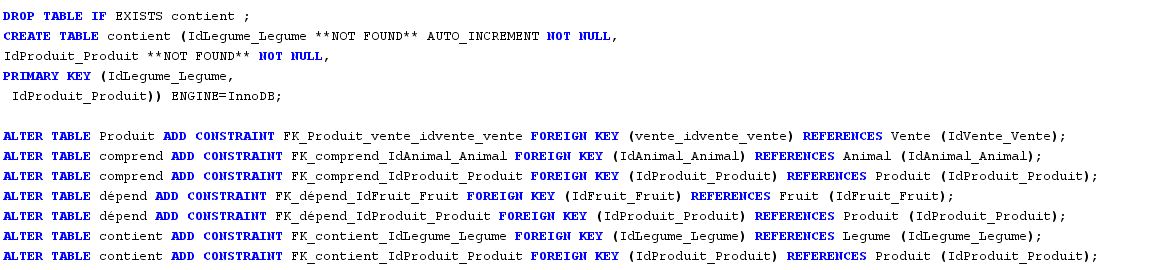 DROP TABLE IF EXISTS contient ;
CREATE TABLE contient (IdLegume_Legume **NOT FOUND** AUTO_INCREMENT NOT NULL,
IdProduit_Produit **NOT FOUND** NOT NULL,
PRIMARY KEY (IdLegume_Legume,
 IdProduit_Produit)) ENGINE=InnoDB;

ALTER TABLE Produit ADD CONSTRAINT FK_Produit_vente_idvente_vente FOREIGN KEY (vente_idvente_vente) REFERENCES Vente (IdVente_Vente);
ALTER TABLE comprend ADD CONSTRAINT FK_comprend_IdAnimal_Animal FOREIGN KEY (IdAnimal_Animal) REFERENCES Animal (IdAnimal_Animal);
ALTER TABLE comprend ADD CONSTRAINT FK_comprend_IdProduit_Produit FOREIGN KEY (IdProduit_Produit) REFERENCES Produit (IdProduit_Produit);
ALTER TABLE dépend ADD CONSTRAINT FK_dépend_IdFruit_Fruit FOREIGN KEY (IdFruit_Fruit) REFERENCES Fruit (IdFruit_Fruit);
ALTER TABLE dépend ADD CONSTRAINT FK_dépend_IdProduit_Produit FOREIGN KEY (IdProduit_Produit) REFERENCES Produit (IdProduit_Produit);
ALTER TABLE contient ADD CONSTRAINT FK_contient_IdLegume_Legume FOREIGN KEY (IdLegume_Legume) REFERENCES Legume (IdLegume_Legume);
ALTER TABLE contient ADD CONSTRAINT FK_contient_IdProduit_Produit FOREIGN KEY (IdProduit_Produit) REFERENCES Produit (IdProduit_Produit);